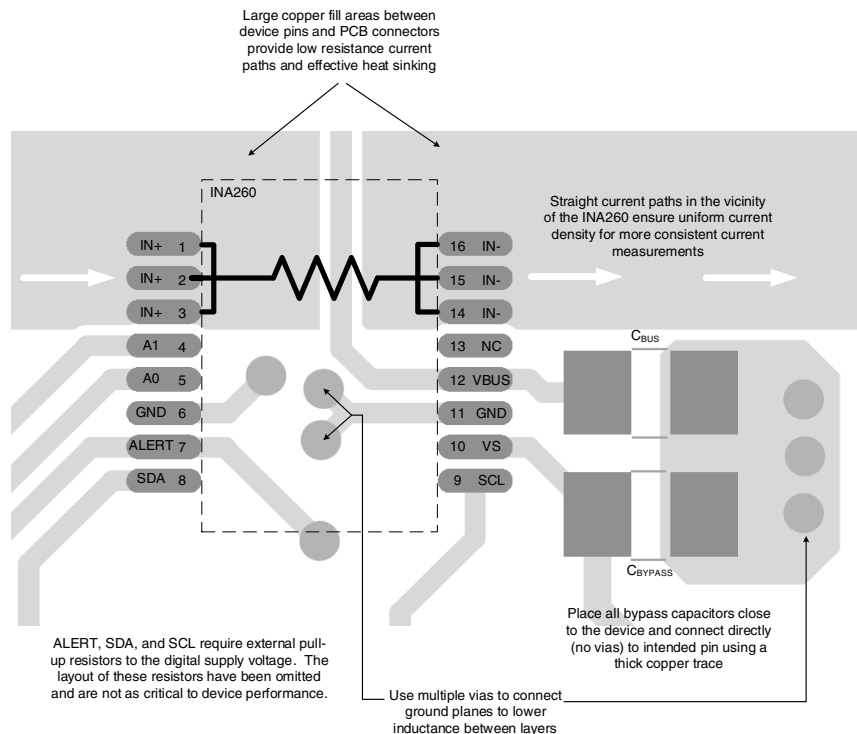 Large copper fill areas between
device pins and PCB connectors
provide low resistance current
paths and effective heat sinking
INA260
Straight current paths in the vicinity
of the INA260 ensure uniform current
density for more consistent current
measurements
IN+ 1
IN+ 2
IN+ 3
A1 4
A0 5
GND 6
ALERT 7
SDA 8
16 IN-
15 IN-
14 IN-
13 NC
12 VBUS
11 GND
10 VS
9 SCL
CBUS
CBYPASS
Place all bypass capacitors close
to the device and connect directly
(no vias) to intended pin using a
thick copper trace
ALERT, SDA, and SCL require external pull-
up resistors to the digital supply voltage. The
layout of these resistors have been omitted
and are not as critical to device performance.
Use multiple vias to connect
ground planes to lower
inductance between layers